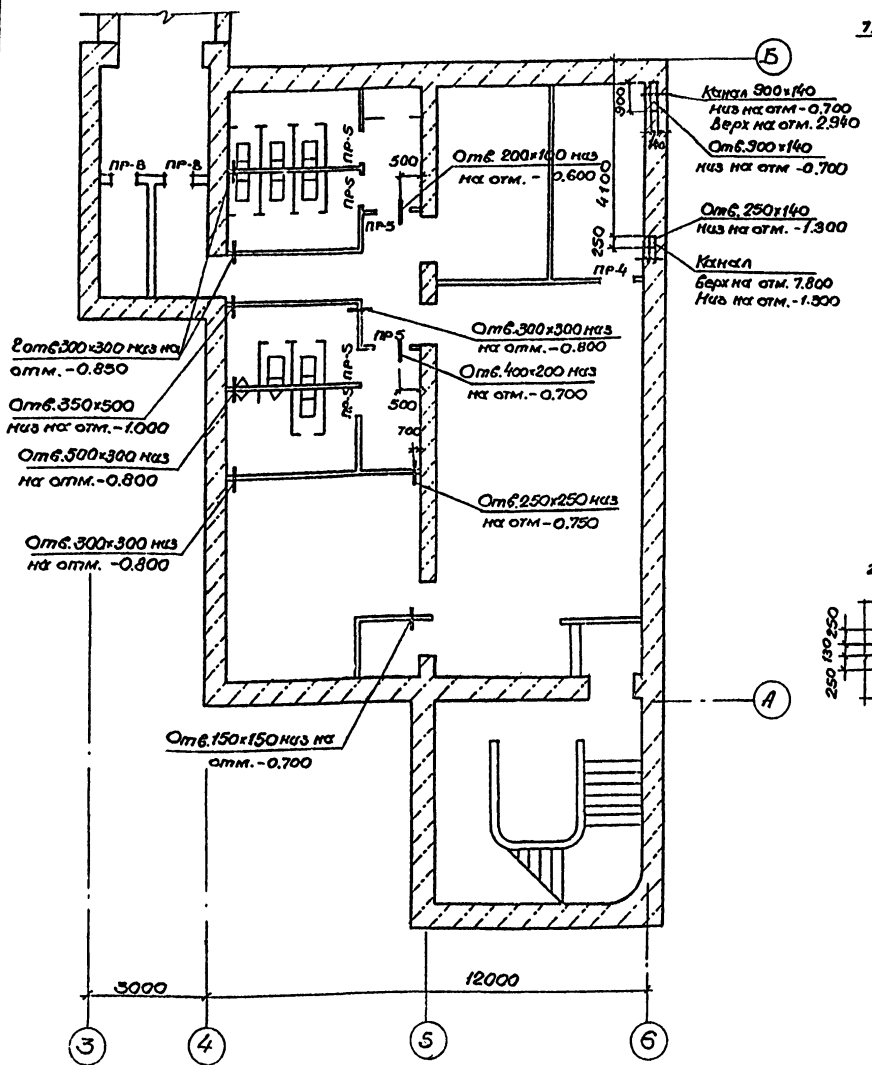 Б
Канал 900×140
низ на отм -0.700
верх на отм. 2.940
Отв. 900×140
низ на отм -0.700
900
140
4100
250
Отв. 250×140
низ на отм. -1.300
Канал
Верх на отм. 7.800
Низ на отм. -1.300
ПР-8
ПР-8
ПР-5
ПР-5
ПР-5
500
Отв. 200×100 низ
на отм. - 0.600
ПР-4
2 отв. 300×300 низ на
отм. -0.850
Отв. 350×500
низ на отм. -1.000
Отв. 500×300 низ
на отм. -0.800
Отв. 300×300 низ
на отм. -0.800
Отв. 300×300 низ
на отм. -0.800
ПР5
ПР-5
ПР-5
Отв. 400×200 низ
на отм. -0.700
500
700
Отв. 250×250 низ
на отм -0.750
250
130
250
А
Отв. 150×150 низ на
отм. -0.700
3000
12000
3
4
5
6